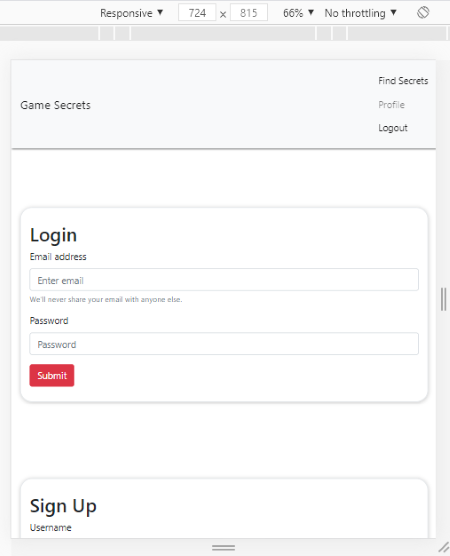 Responsive ▼ 724 x 815 66% ▼ No throttling ▼
Find Secrets
Game Secrets
Profile
Logout
Login
Email address
Enter email
We'll never share your email with anyone else.
Password
Password
Submit
Sign Up
Username